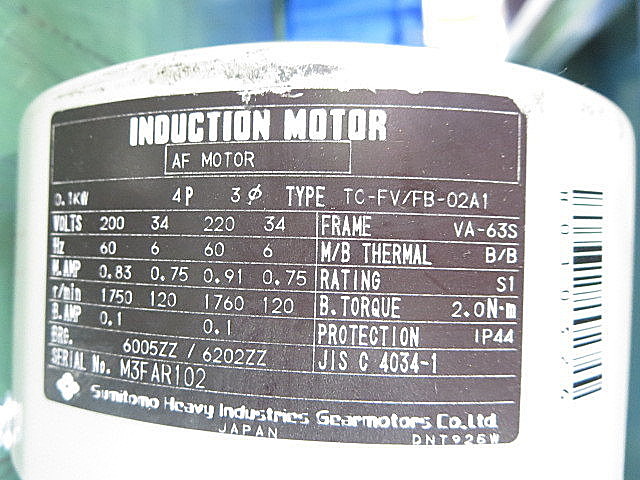 INDUCTION MOTOR
AF MOTOR
0.1KW 4P 3φ TYPE TC-FV/FB-02A1
VOLTS 200 34 220 34 FRAME VA-63S
Hz 60 6 60 6 M/B THERMAL B/B
M.AMP 0.83 0.75 0.91 0.75 RATING S1
r/min 1750 120 1760 120 B.TORQUE 2.0N·m
B.AMP 0.1 0.1 PROTECTION IP44
BRG. 6005ZZ / 6202ZZ JIS C 4034-1
SERIAL No. M3FAR102
Sumitomo Heavy Industries Gearmotors Co.,Ltd.
JAPAN DNT925W